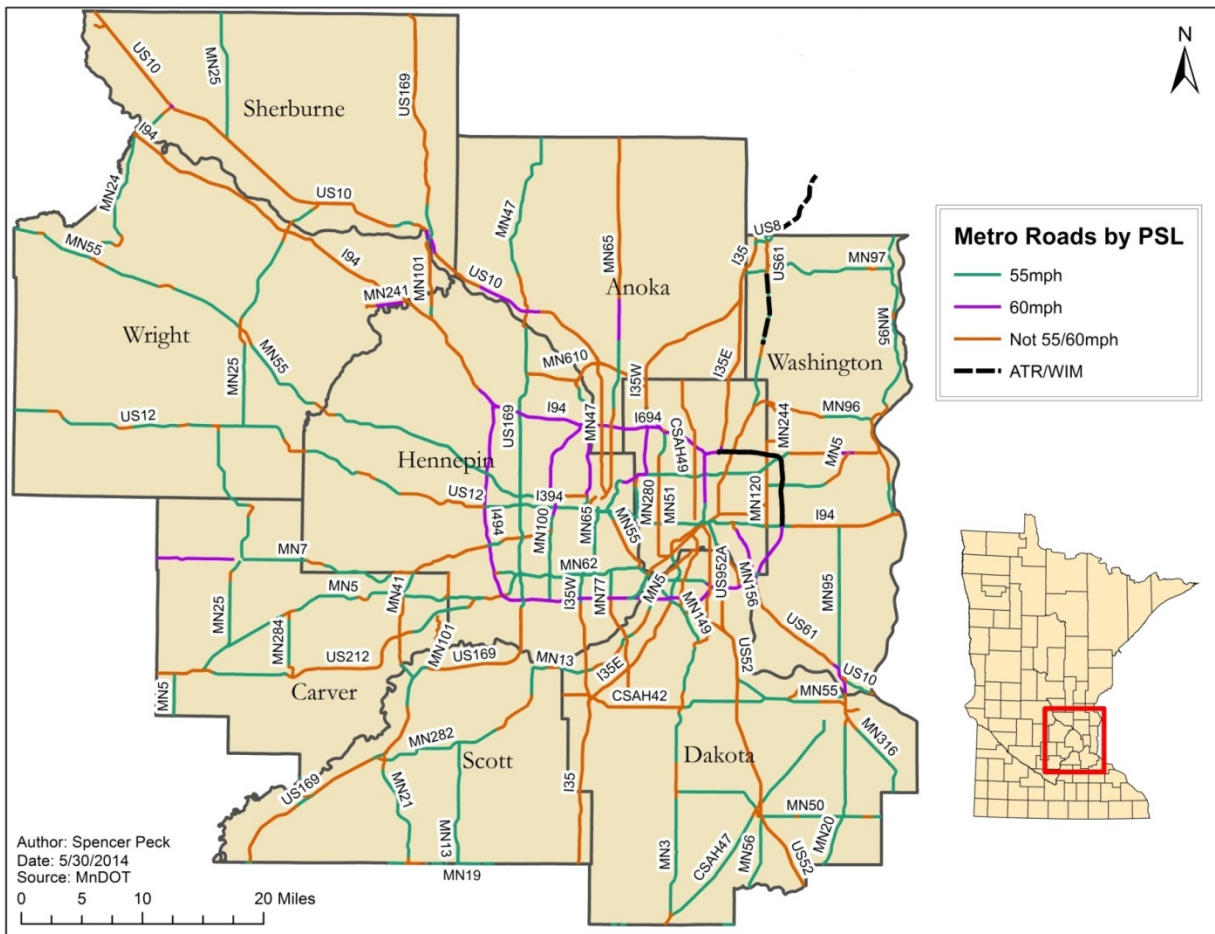 N
US10
MN25
US169
Sherburne
I94
MN24
US10
MN47
MN65
US8
I35
US61
MN97
MN55
I94
MN101
US10
MN241
Anoka
MN95
Wright
MN55
MN25
MN610
I35W
I35E
Washington
US12
US169
I94
MN47
I694
CSAH49
MN244
MN96
MN5
Hennepin
US12
I394
I494
MN100
MN65
MN55
MN280
MN51
MN120
I94
MN7
MN62
MN5
MN41
I35W
MN77
MN5
US952A
MN156
MN95
MN25
MN284
MN149
US61
US212
MN101
US169
MN13
I35E
US52
US10
MN5
Carver
CSAH42
MN55
MN282
Scott
Dakota
MN316
US169
MN21
I35
MN13
MN50
MN20
CSAH47
MN56
MN3
US52
MN19
Metro Roads by PSL
55mph
60mph
Not 55/60mph
ATR/WIM
Author: Spencer Peck
Date: 5/30/2014
Source: MnDOT
0 5 10 20 Miles